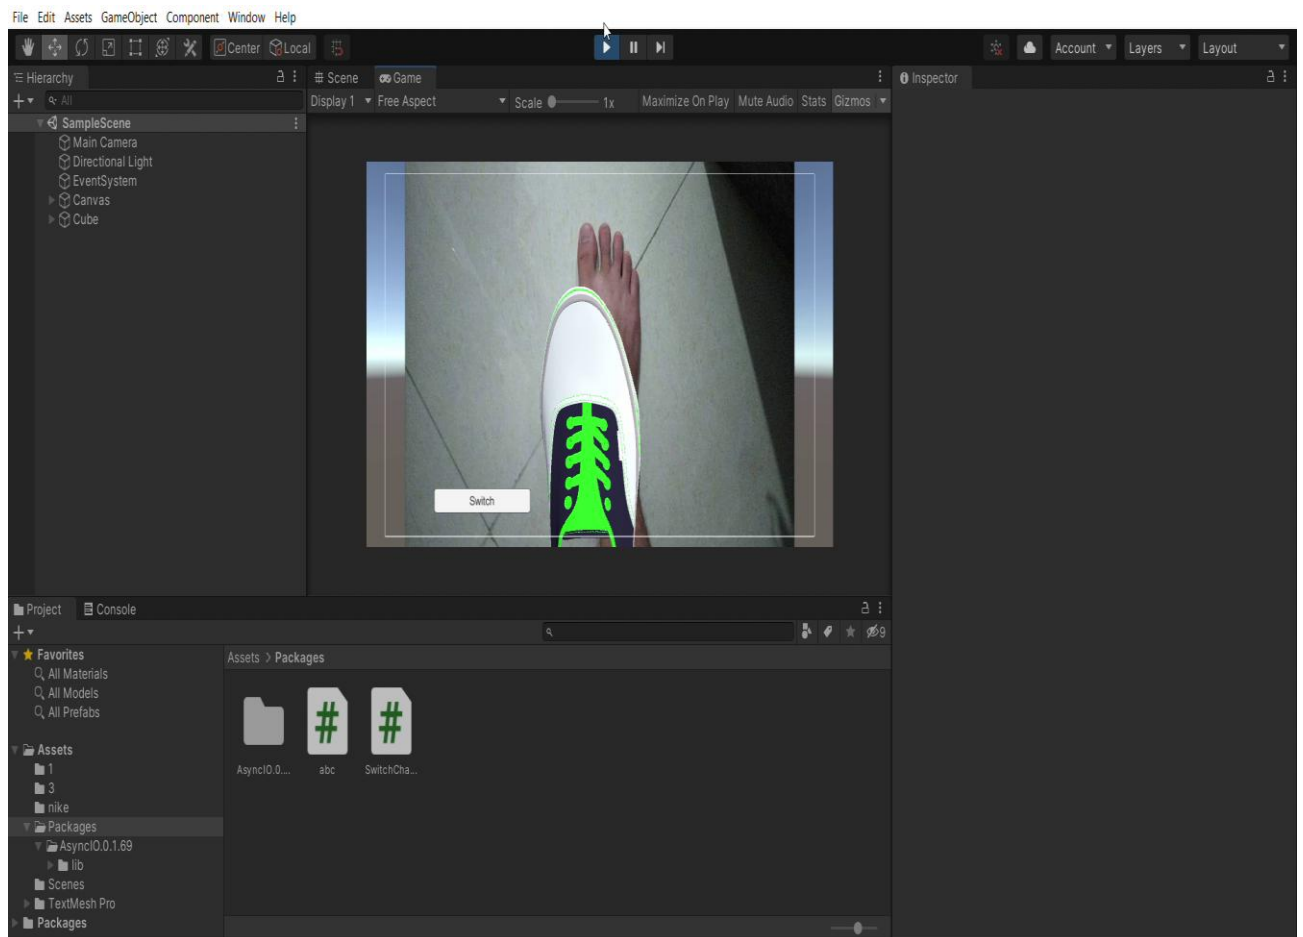 File Edit Assets GameObject Component Window Help
Center Local Account Layers Layout
Hierarchy Scene Game Inspector
All Display 1 Free Aspect Scale 1x Maximize On Play Mute Audio Stats Gizmos
SampleScene
Main Camera
Directional Light
EventSystem
Canvas
Cube
Switch
Project Console
9
Favorites
Assets > Packages
All Materials
All Models
All Prefabs
Assets
1
AsyncIO.0.... abc SwitchCha...
3
nike
Packages
AsyncIO.0.1.69
lib
Scenes
TextMesh Pro
Packages